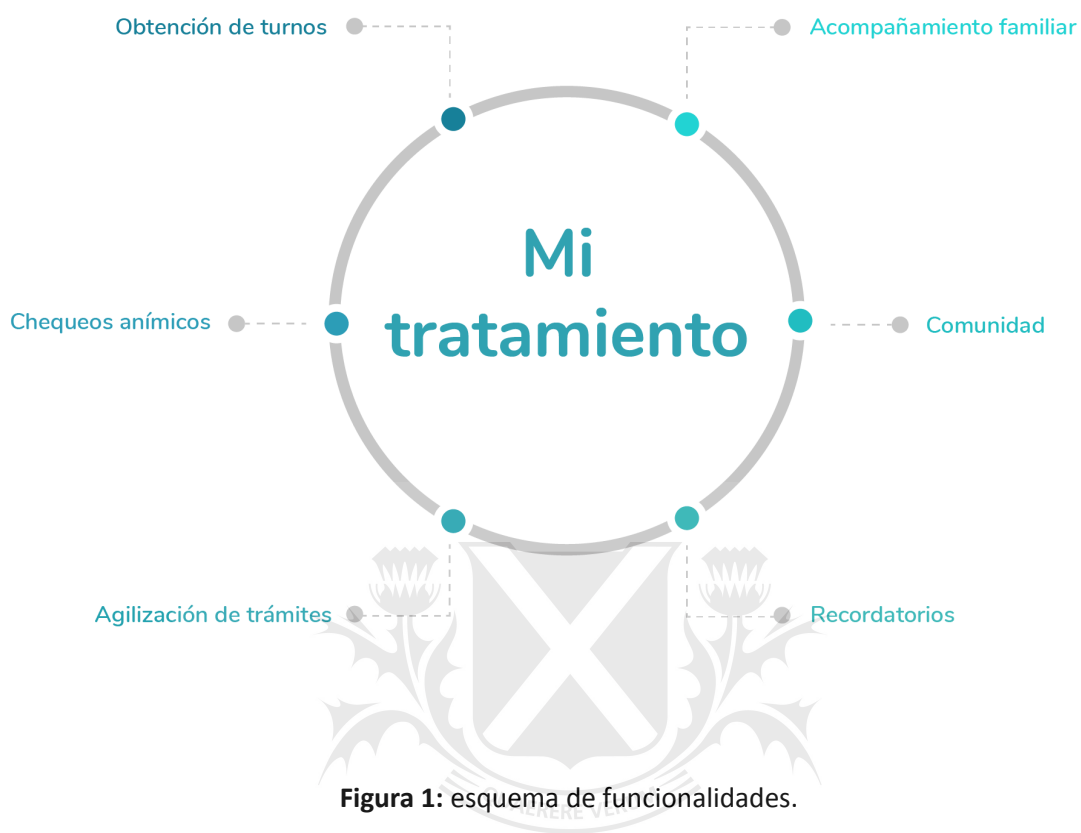 Obtención de turnos
Acompañamiento familiar
Mi
tratamiento
Chequeos anímicos
Comunidad
Agilización de trámites
Recordatorios
Figura 1: esquema de funcionalidades.